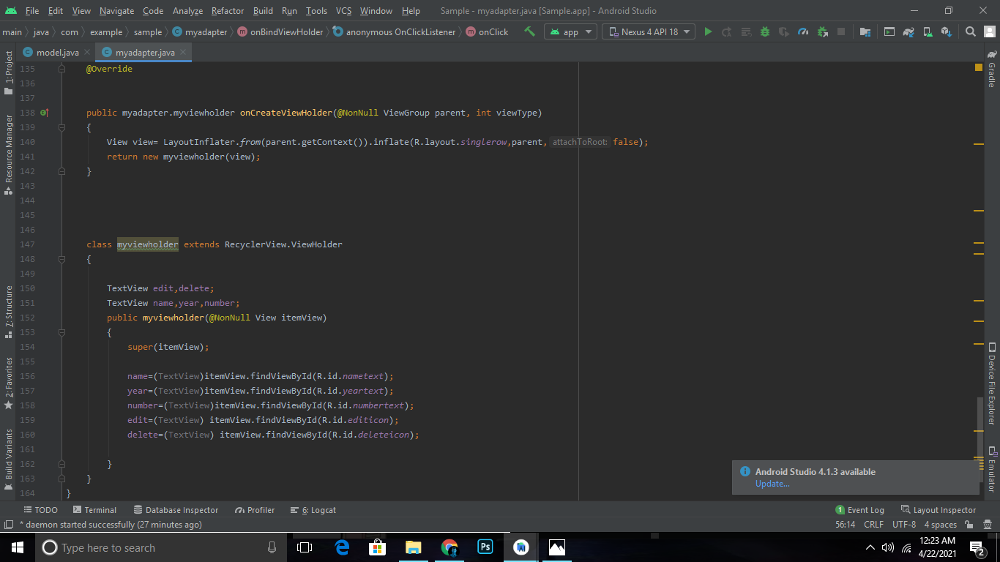 File Edit View Navigate Code Analyze Refactor Build Run Tools VCS Window Help Sample - myadapter.java [Sample.app] - Android Studio
main java com example sample myadapter onBindViewHolder anonymous OnClickListener onClick app Nexus 4 API 18
model.java myadapter.java
1: Project
Resource Manager
7: Structure
2: Favorites
Build Variants
135 @Override
136
137
138 public myadapter.myviewholder onCreateViewHolder(@NonNull ViewGroup parent, int viewType)
139 {
140 View view= LayoutInflater.from(parent.getContext()).inflate(R.layout.singlerow,parent, attachToRoot: false);
141 return new myviewholder(view);
142 }
143
144
145
146
147 class myviewholder extends RecyclerView.ViewHolder
148 {
149
150 TextView edit,delete;
151 TextView name,year,number;
152 public myviewholder(@NonNull View itemView)
153 {
154 super(itemView);
155
156 name=(TextView)itemView.findViewById(R.id.nametext);
157 year=(TextView)itemView.findViewById(R.id.yeartext);
158 number=(TextView)itemView.findViewById(R.id.numbertext);
159 edit=(TextView) itemView.findViewById(R.id.editicon);
160 delete=(TextView) itemView.findViewById(R.id.deleteicon);
161
162 }
163 }
164 }
Gradle
Device File Explorer
Emulator
Android Studio 4.1.3 available
Update...
TODO Terminal Database Inspector Profiler 6: Logcat 1 Event Log Layout Inspector
* daemon started successfully (27 minutes ago) 56:14 CRLF UTF-8 4 spaces
Type here to search Ps 12:23 AM
4/22/2021 2